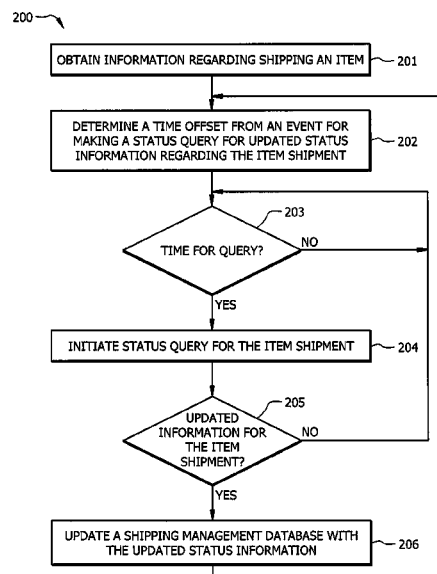 200
OBTAIN INFORMATION REGARDING SHIPPING AN ITEM
201
DETERMINE A TIME OFFSET FROM AN EVENT FOR
MAKING A STATUS QUERY FOR UPDATED STATUS
INFORMATION REGARDING THE ITEM SHIPMENT
202
203
TIME FOR QUERY?
NO
YES
INITIATE STATUS QUERY FOR THE ITEM SHIPMENT
204
205
UPDATED
INFORMATION FOR
THE ITEM
SHIPMENT?
NO
YES
UPDATE A SHIPPING MANAGEMENT DATABASE WITH
THE UPDATED STATUS INFORMATION
206